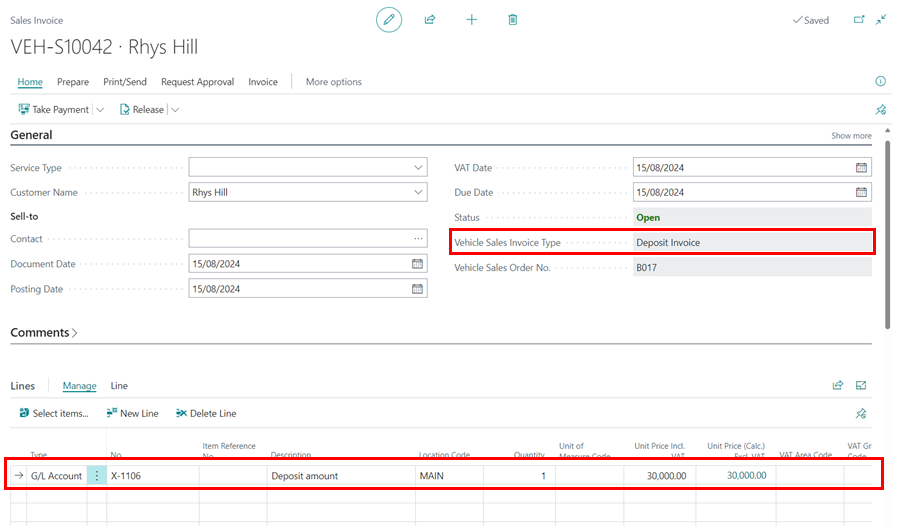 Sales Invoice
Saved
VEH-S10042 · Rhys Hill
Home Prepare Print/Send Request Approval Invoice More options
Take Payment Release
General Show more
Service Type VAT Date 15/08/2024
Customer Name Rhys Hill Due Date 15/08/2024
Sell-to Status Open
Contact ... Vehicle Sales Invoice Type Deposit Invoice
Document Date 15/08/2024 Vehicle Sales Order No. B017
Posting Date 15/08/2024
Comments
Lines Manage Line
Select items... New Line Delete Line
Type No. Item Reference No. Description Location Code Quantity Unit of Measure Code Unit Price Incl. VAT Unit Price (Calc.) Excl. VAT VAT Area Code VAT Gr Code
G/L Account X-1106 Deposit amount MAIN 1 30,000.00 30,000.00